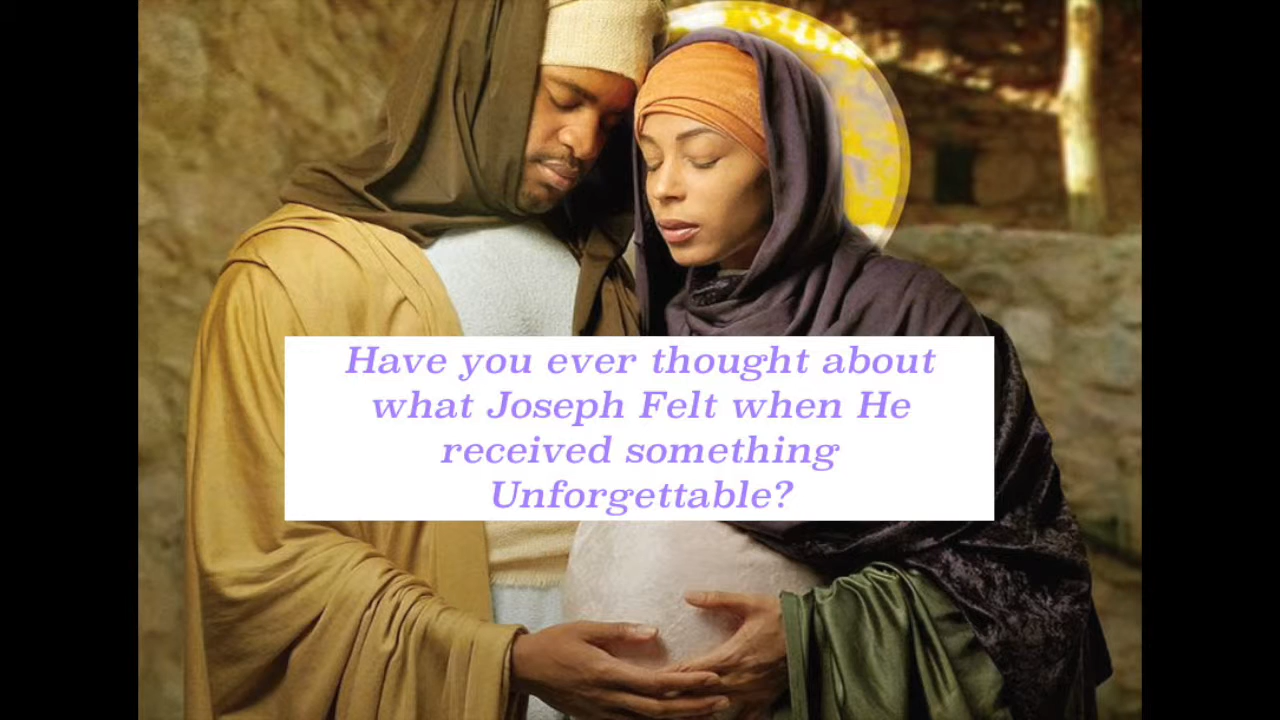 Have you ever thought about
what Joseph Felt when He
received something
Unforgettable?